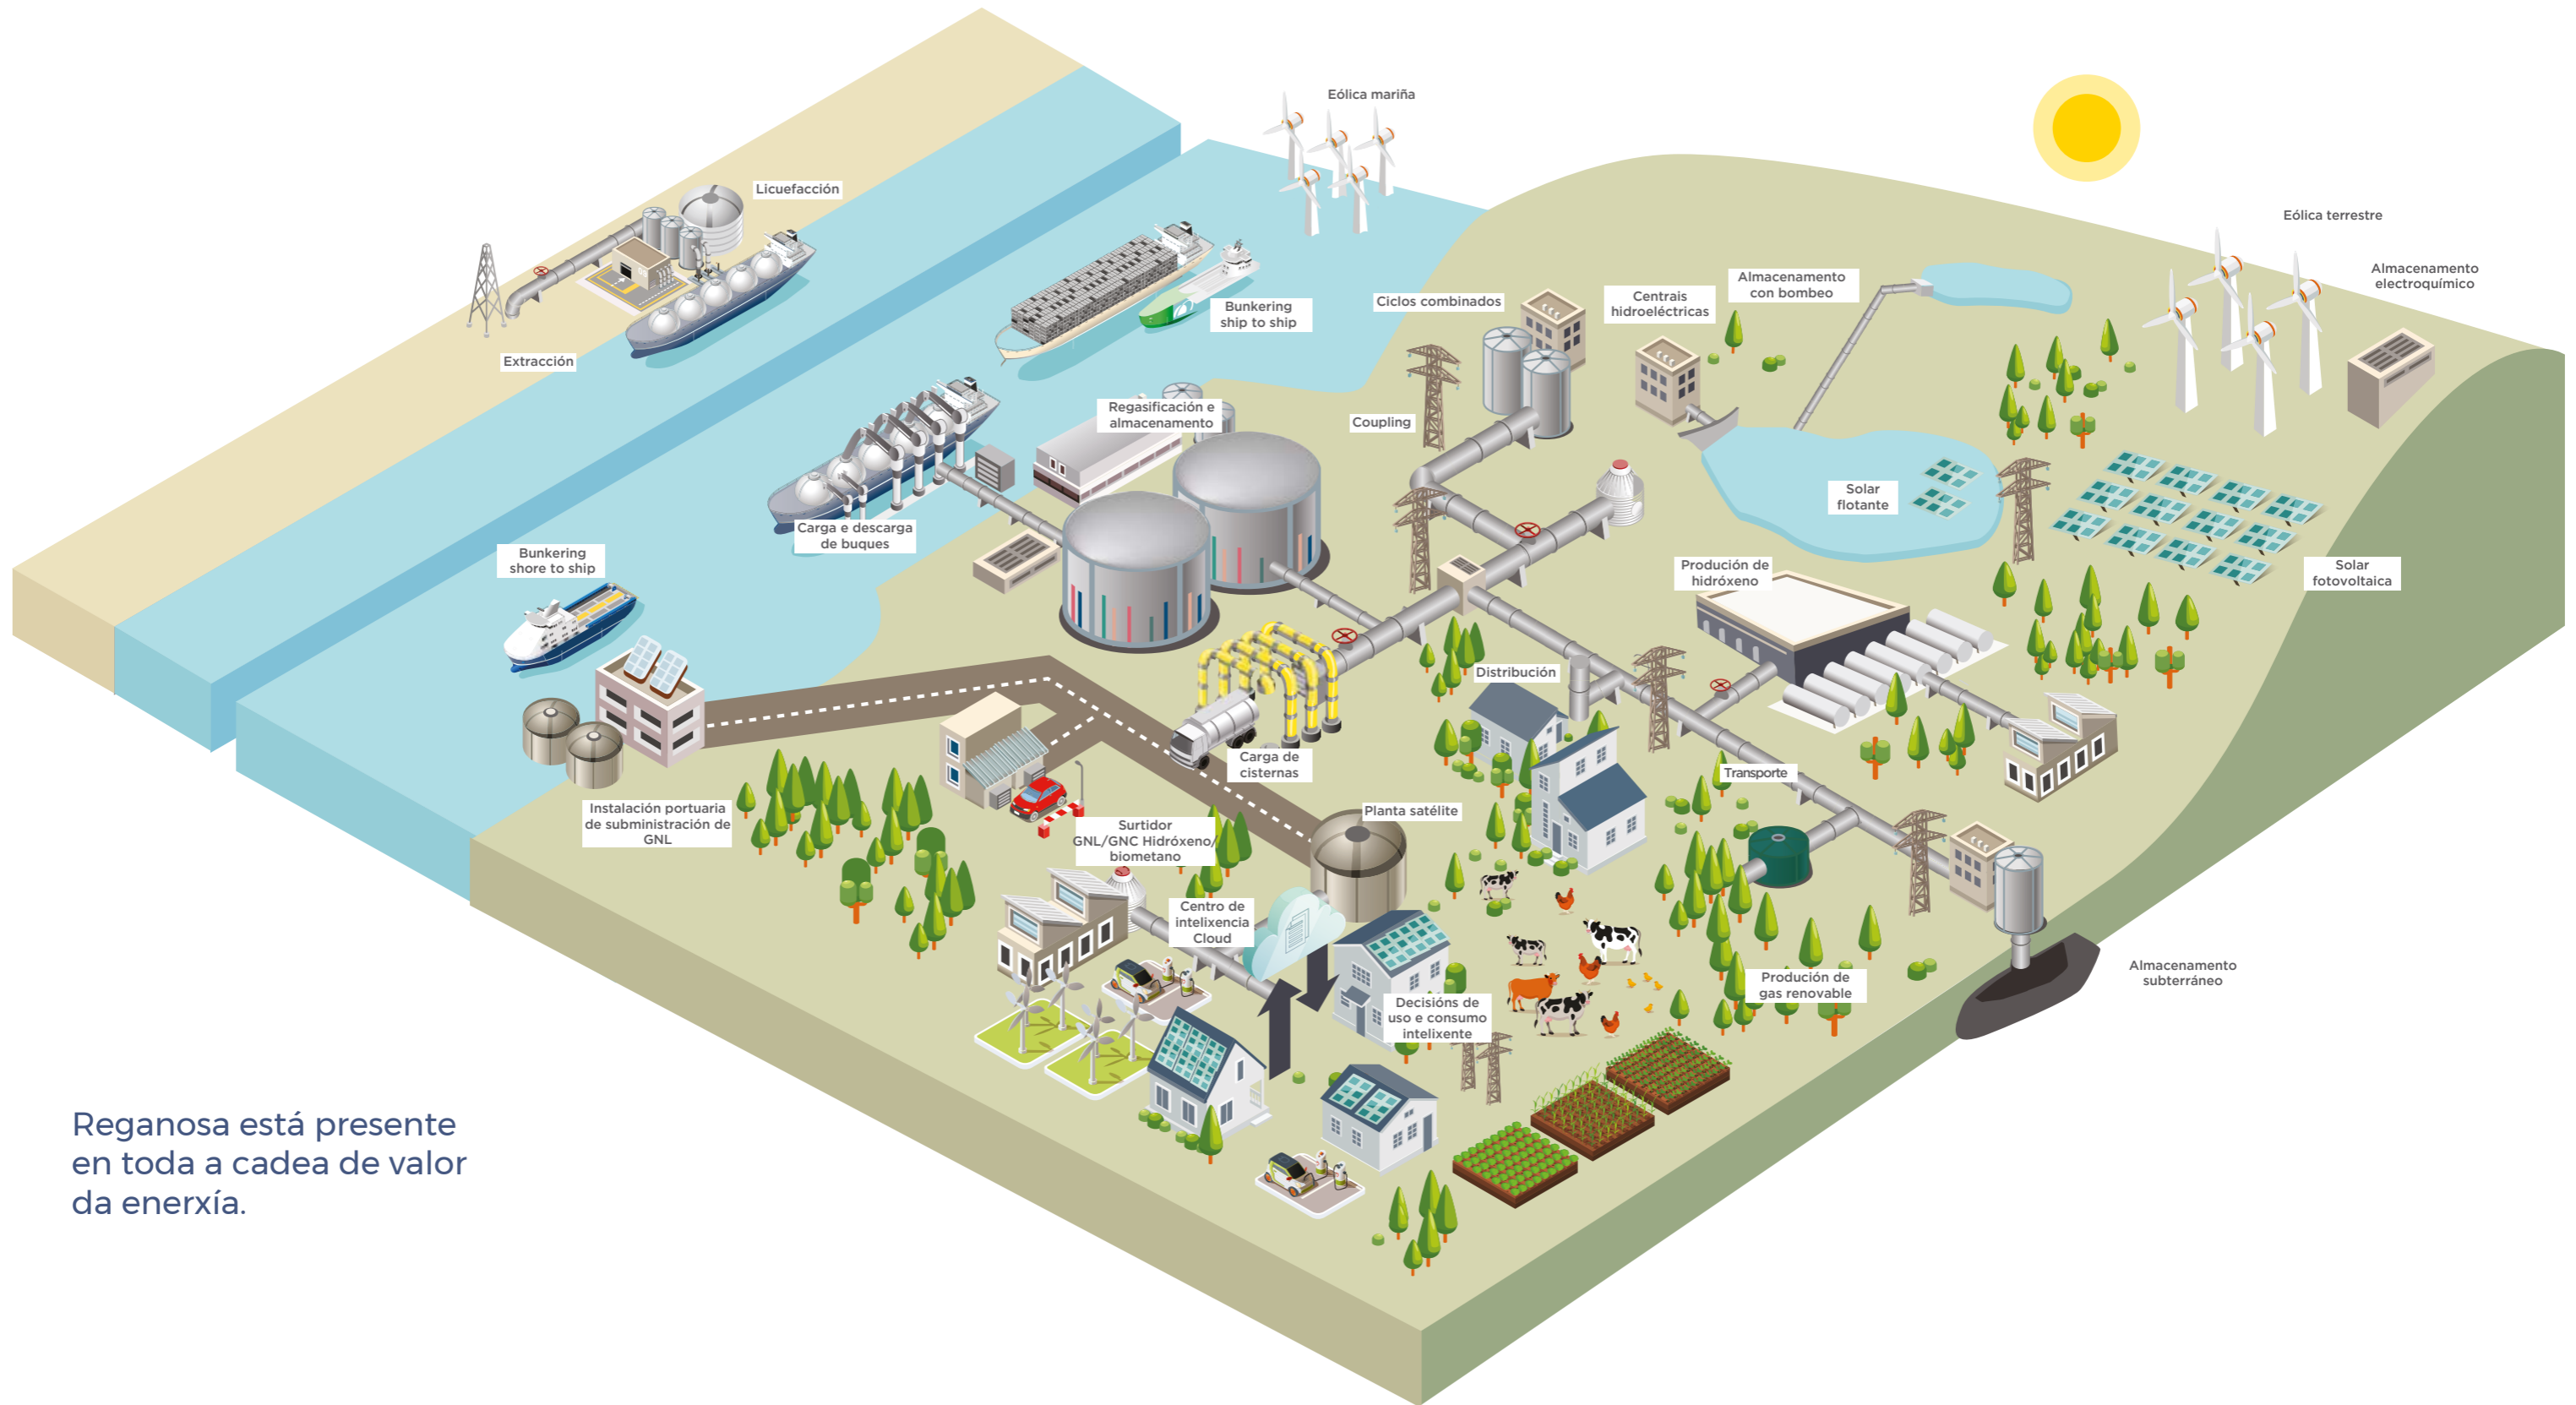 Eólica mariña
Licuefacción
Eólica terrestre
Almacenamento
electroquímico
Almacenamento
con bombeo
Centrais
hidroeléctricas
Ciclos combinados
Bunkering
ship to ship
Extracción
Regasificación e
almacenamento
Coupling
Solar
flotante
Carga e descarga
de buques
Bunkering
shore to ship
Produción de
hidróxeno
Solar
fotovoltaica
Distribución
Carga de
cisternas
Transporte
Instalación portuaria
de subministración de
GNL
Planta satélite
Surtidor
GNL/GNC Hidróxeno/
biometano
Centro de
intelixencia
Cloud
Almacenamento
subterráneo
Produción de
gas renovable
Decisións de
uso e consumo
intelixente
Reganosa está presente
en toda a cadea de valor
da enerxía.